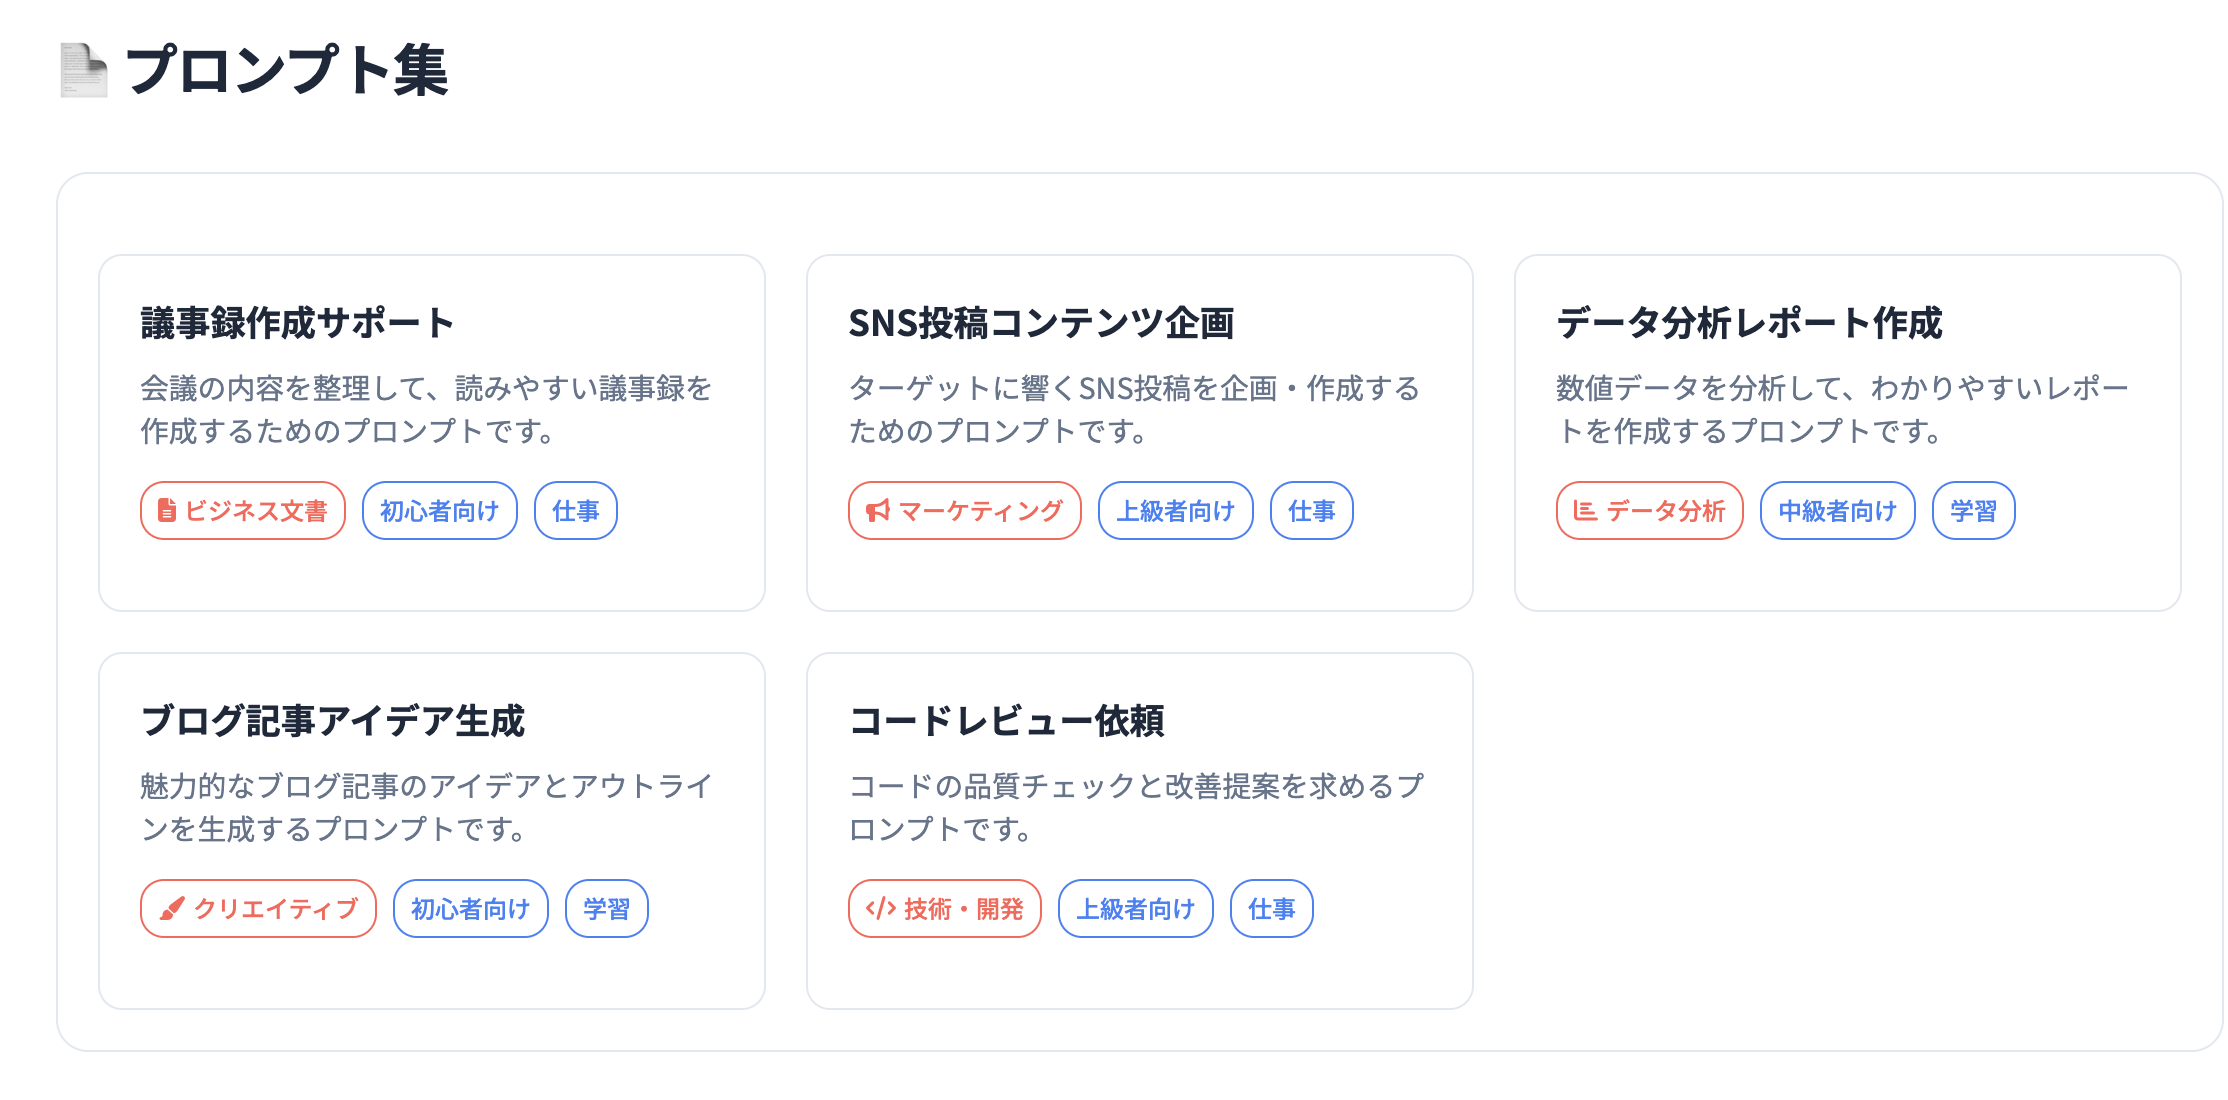 プロンプト集
議事録作成サポート
会議の内容を整理して、読みやすい議事録を
作成するためのプロンプトです。
ビジネス文書 初心者向け 仕事
SNS投稿コンテンツ企画
ターゲットに響くSNS投稿を企画・作成する
ためのプロンプトです。
マーケティング 上級者向け 仕事
データ分析レポート作成
数値データを分析して、わかりやすいレポー
トを作成するプロンプトです。
データ分析 中級者向け 学習
ブログ記事アイデア生成
魅力的なブログ記事のアイデアとアウトライ
ンを生成するプロンプトです。
クリエイティブ 初心者向け 学習
コードレビュー依頼
コードの品質チェックと改善提案を求めるプ
ロンプトです。
技術・開発 上級者向け 仕事